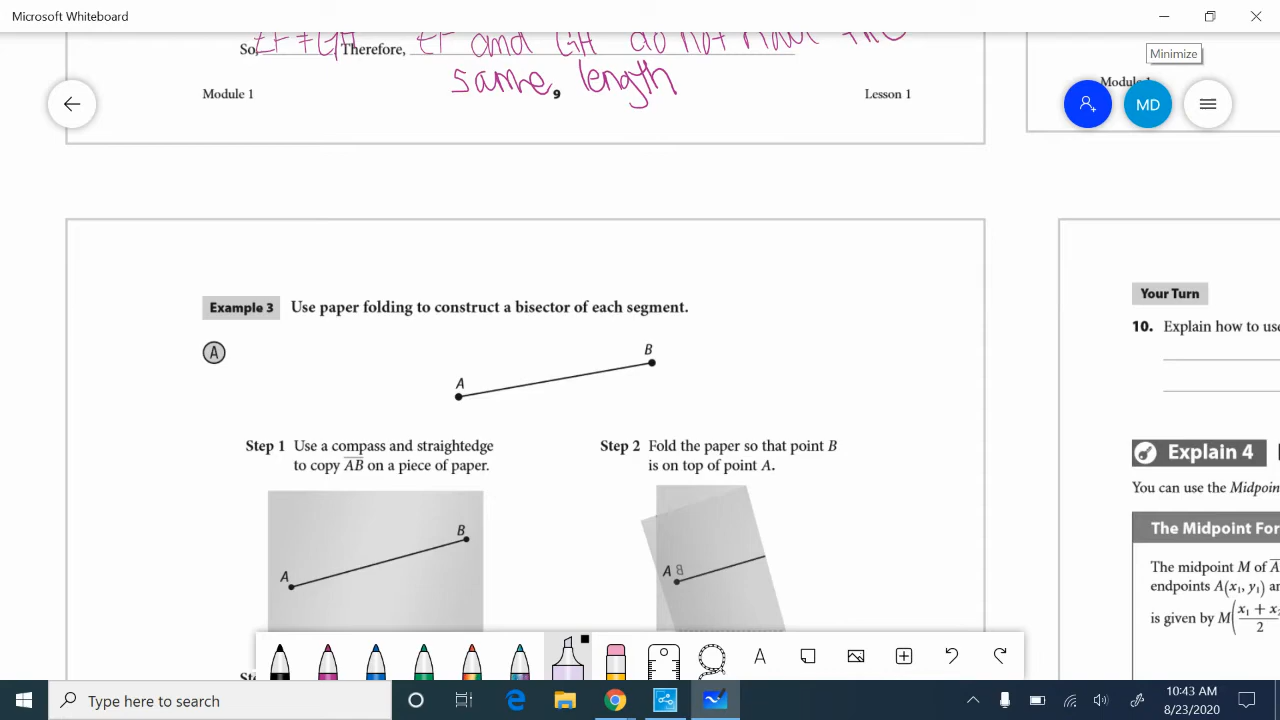 Microsoft Whiteboard
Minimize
So EF ≠ GH Therefore, EF and GH do not have the
same length
Module 1
9
Lesson 1
Module 1
MD
Example 3 Use paper folding to construct a bisector of each segment.
A
B
A
Step 1 Use a compass and straightedge
to copy AB on a piece of paper.
Step 2 Fold the paper so that point B
is on top of point A.
B
A
A B
Your Turn
10. Explain how to use
Explain 4
You can use the Midpoin
The Midpoint For
The midpoint M of A
endpoints A(x₁, y₁) an
is given by M(x₁ + x₂
2
A
Type here to search
10:43 AM
8/23/2020